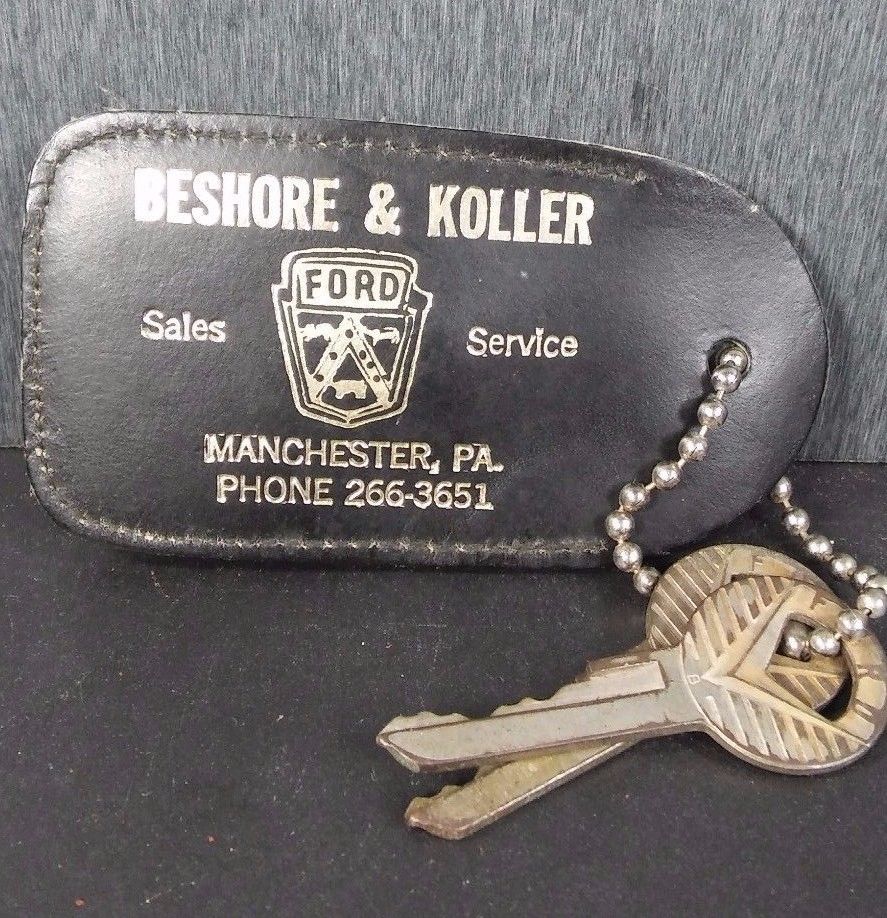 BESHORE & KOLLER
FORD
Sales Service
MANCHESTER, PA.
PHONE 266-3651